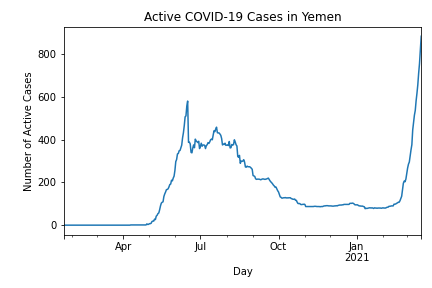 Active COVID-19 Cases in Yemen
Number of Active Cases
800
600
400
200
0
Apr
Jul
Oct
Jan
2021
Day